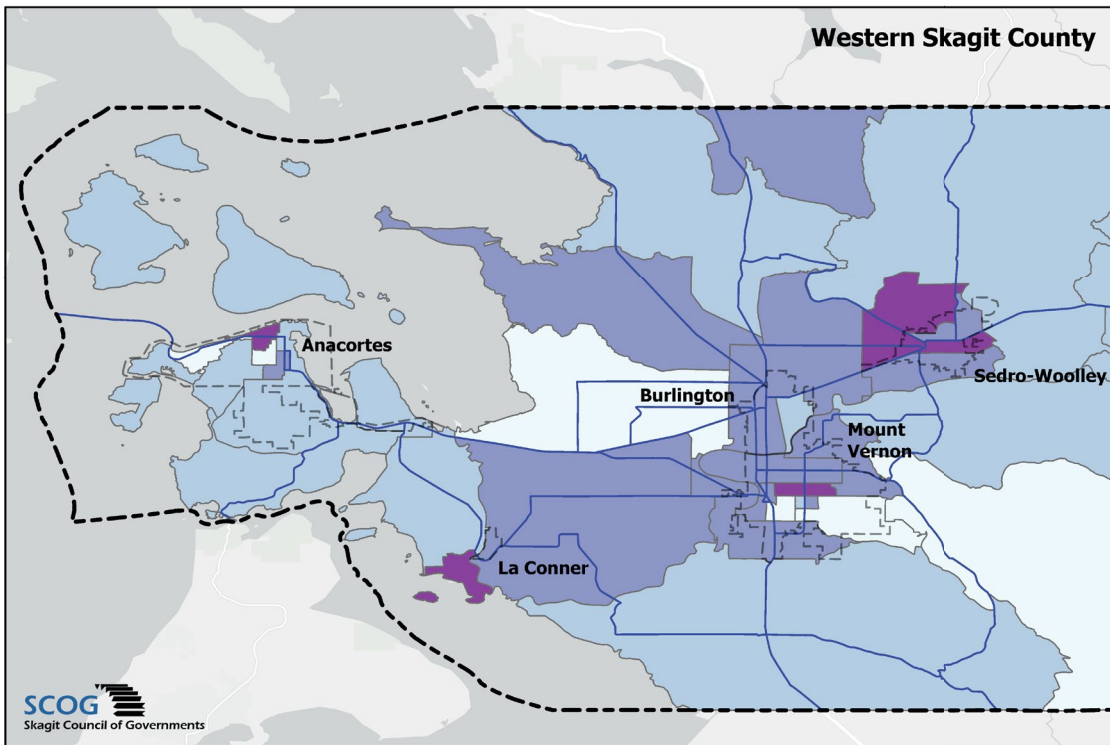 Western Skagit County
Anacortes
Burlington
Sedro-Woolley
Mount
Vernon
La Conner
SCOG
Skagit Council of Governments